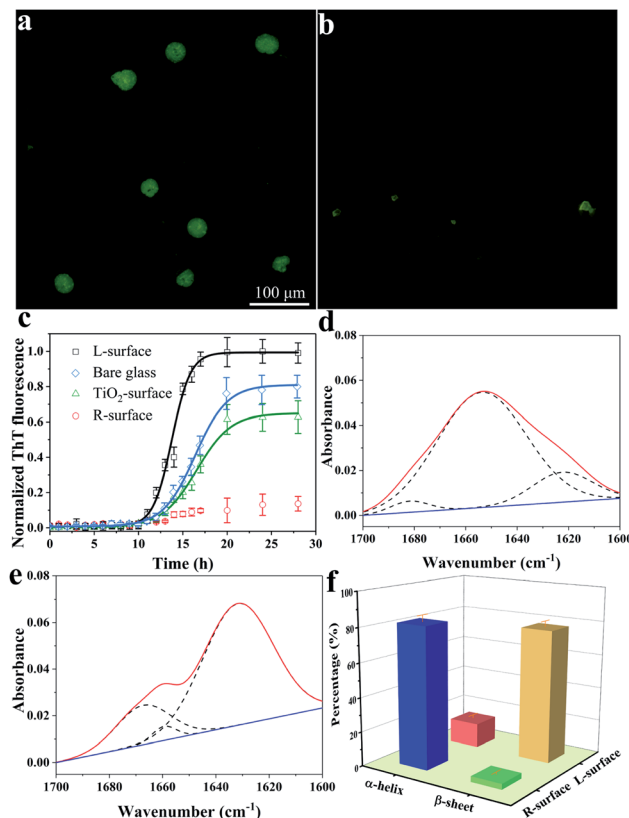 a
b
100 μm
c
Normalized ThT fluorescence
1.0
0.8
0.6
0.4
0.2
0.0
L-surface
Bare glass
TiO₂-surface
R-surface
0 5 10 15 20 25 30
Time (h)
d
Absorbance
0.08
0.06
0.04
0.02
0.00
1700 1680 1660 1640 1620 1600
Wavenumber (cm⁻¹)
e
Absorbance
0.08
0.06
0.04
0.02
0.00
1700 1680 1660 1640 1620 1600
Wavenumber (cm⁻¹)
f
Percentage (%)
100
80
60
40
20
0
α-helix
β-sheet
R-surface
L-surface